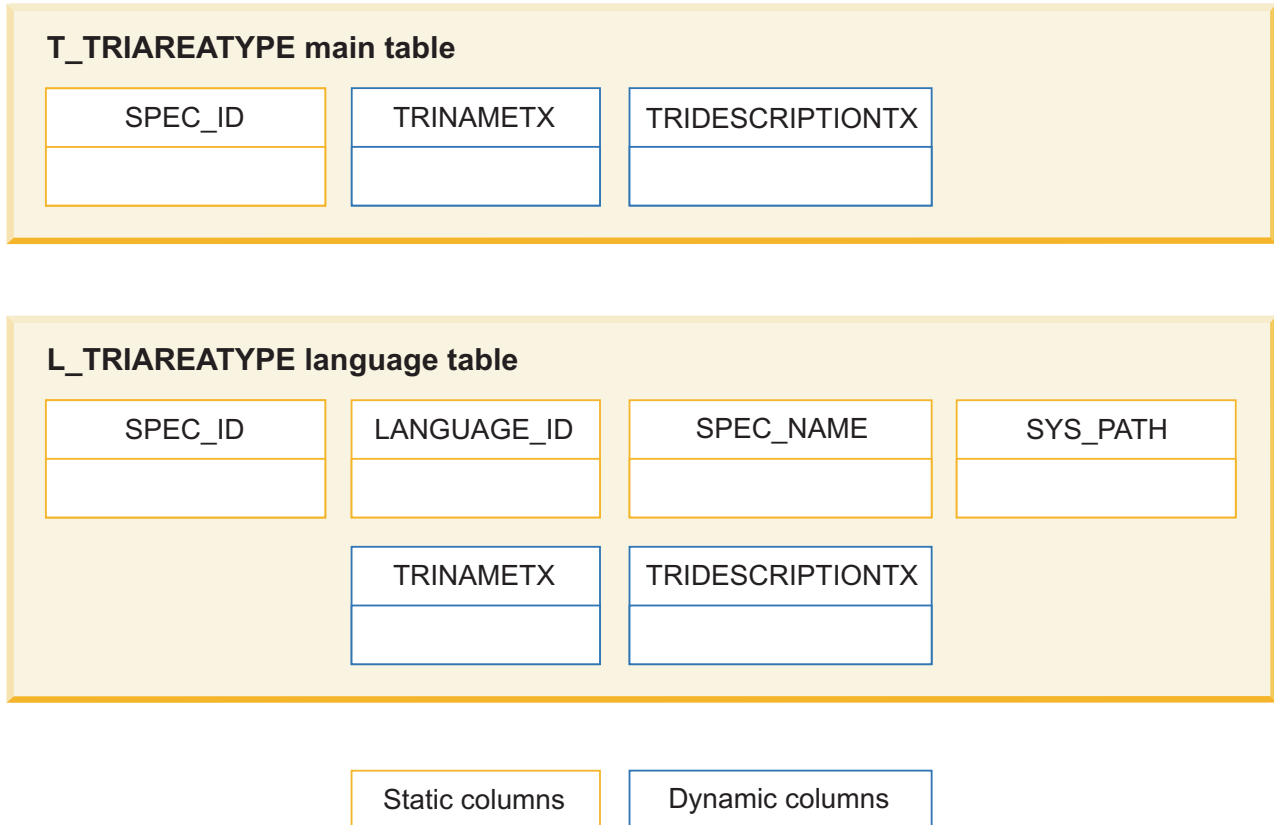 T_TRIAREATYPE main table
SPEC_ID TRINAMETX TRIDESCRIPTIONTX
L_TRIAREATYPE language table
SPEC_ID LANGUAGE_ID SPEC_NAME SYS_PATH
TRINAMETX TRIDESCRIPTIONTX
Static columns Dynamic columns